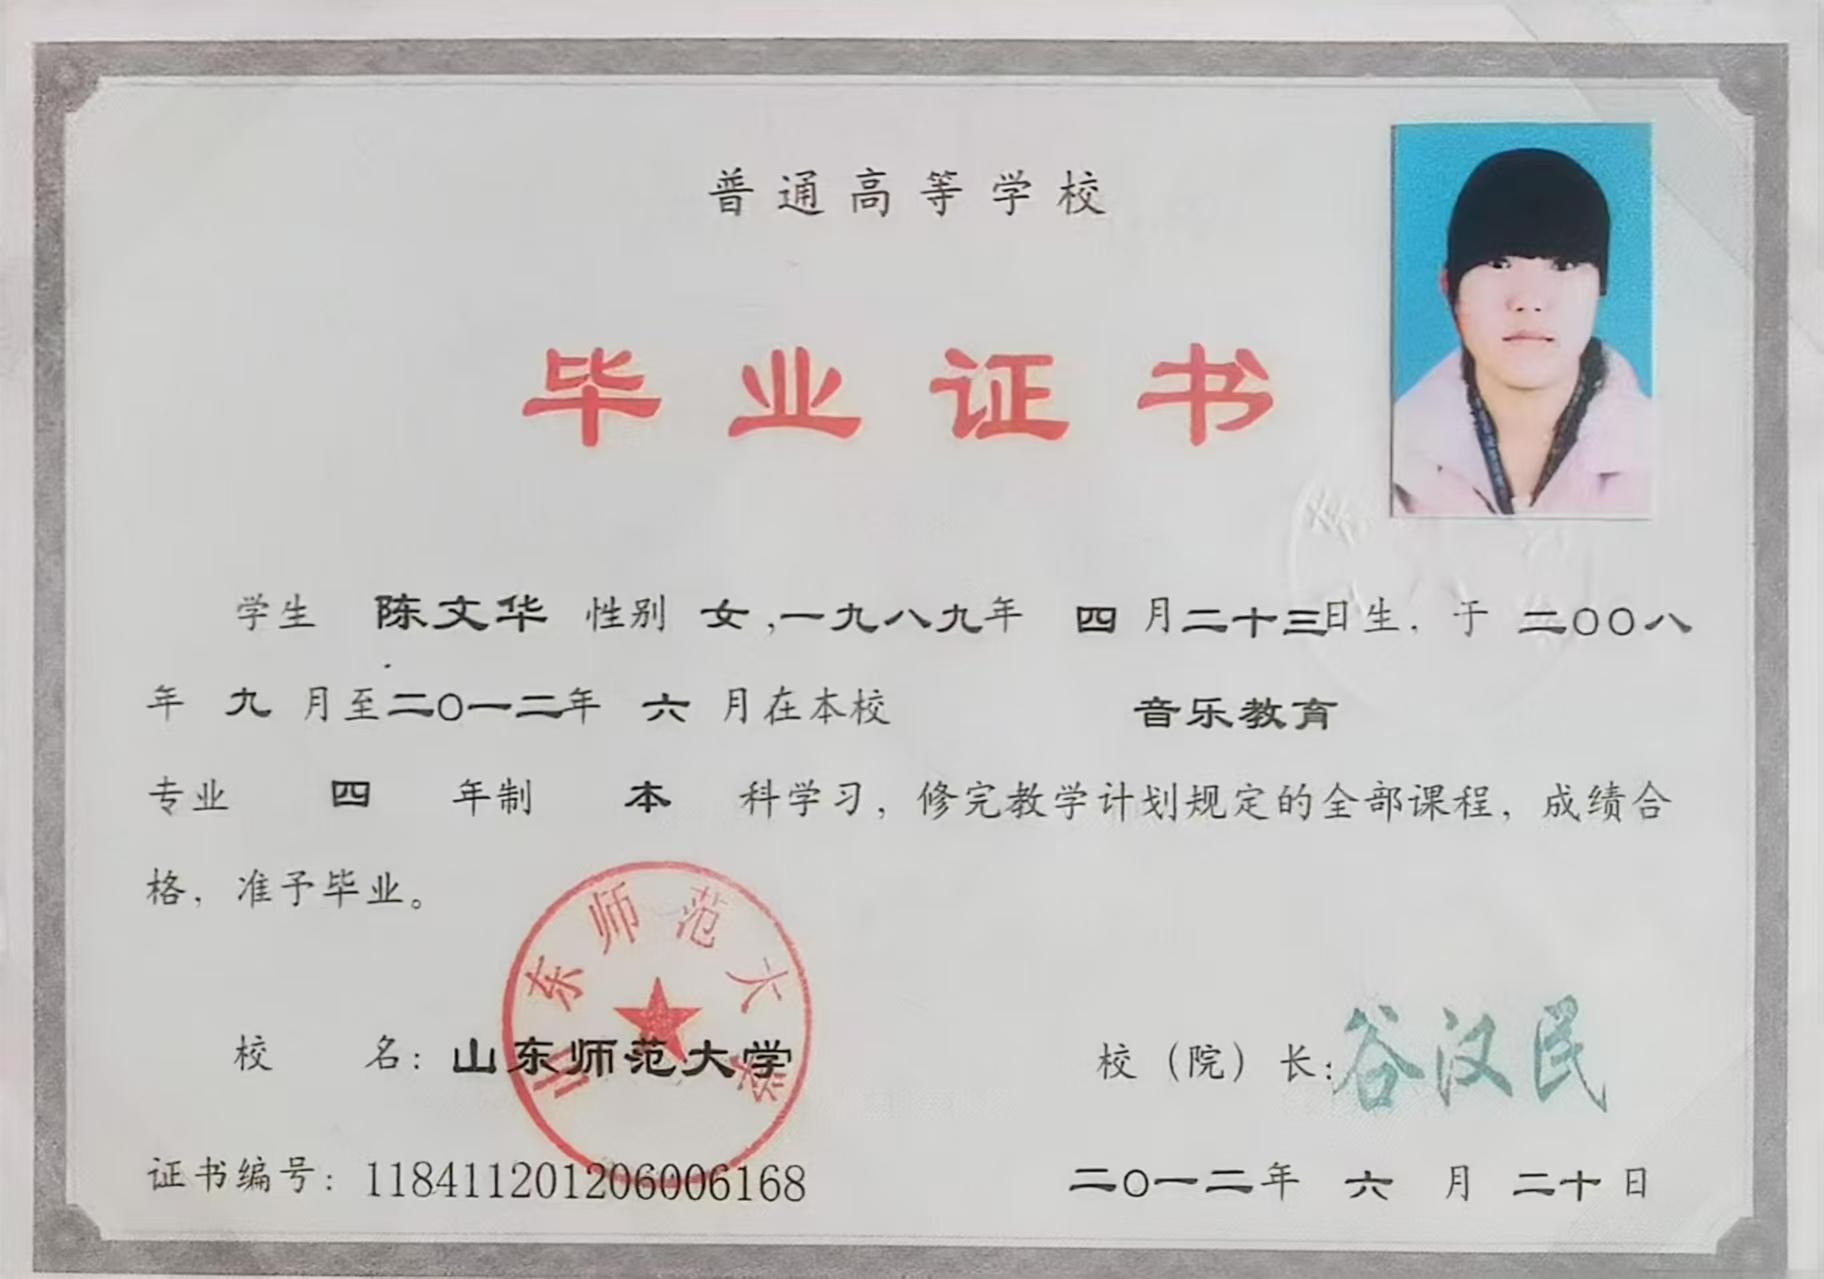 普通高等学校
毕业证书
学生 陈文华 性别 女,一九八九年 四 月二十三日生，于 二〇〇八
年 九 月至二〇一二年 六 月在本校 音乐教育
专业 四 年制 本 科学习，修完教学计划规定的全部课程，成绩合
格，准予毕业。
山东师范大学
校 名：山东师范大学 校（院）长：谷汉民
证书编号：118411201206006168 二〇一二年 六 月 二十日